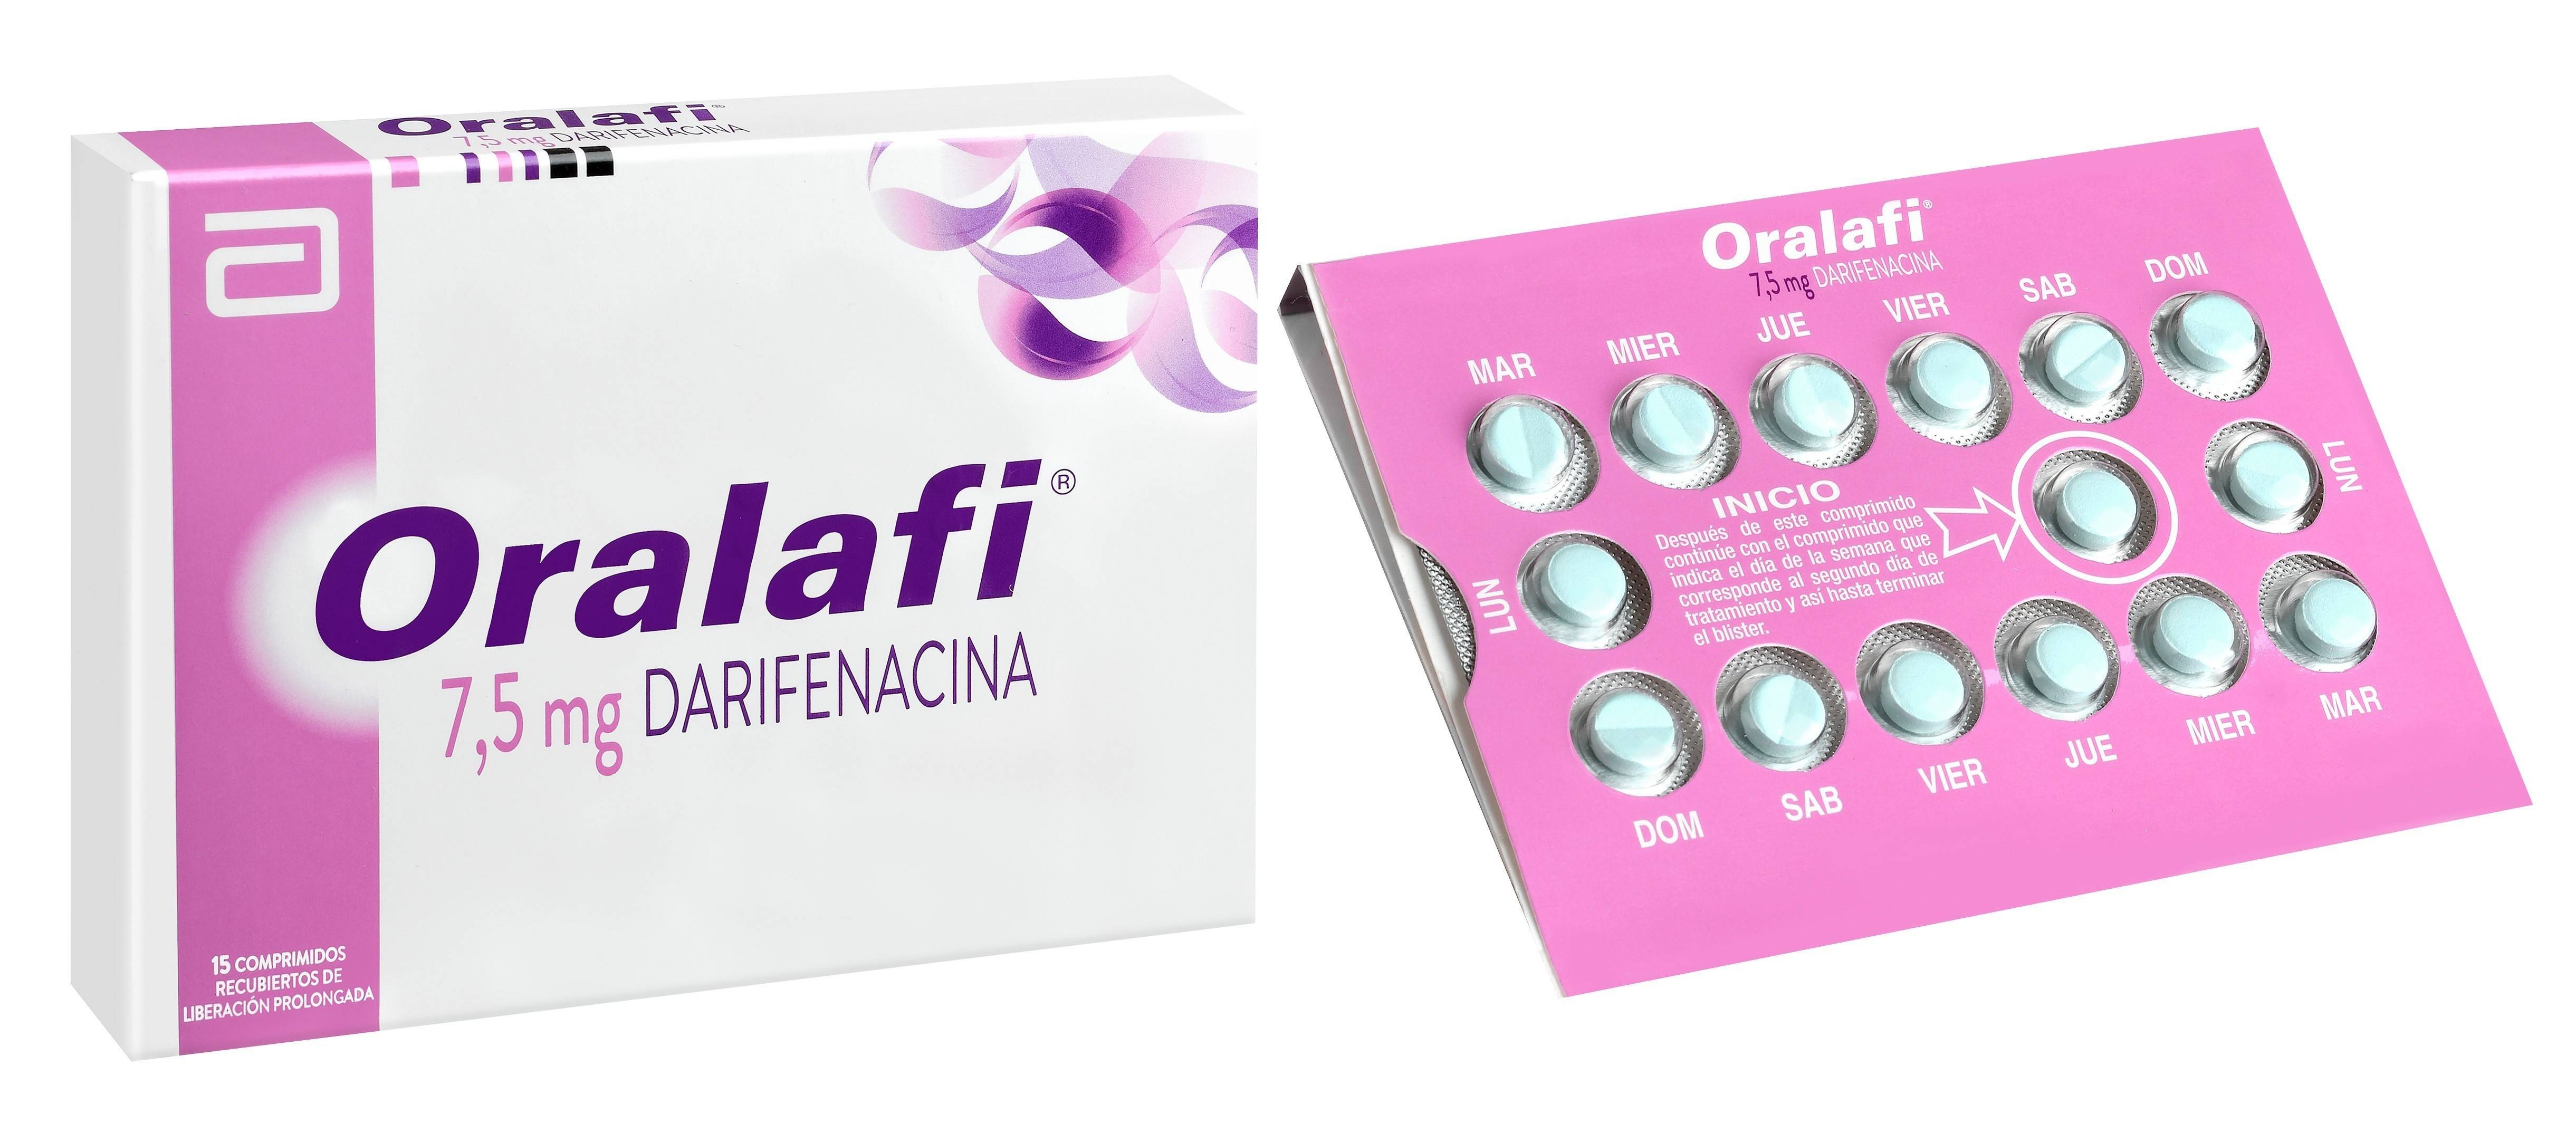 Oralafi®
7,5 mg DARIFENACINA
Oralafi®
7,5 mg DARIFENACINA
15 COMPRIMIDOS
RECUBIERTOS DE
LIBERACIÓN PROLONGADA
Oralafi®
7,5 mg DARIFENACINA
MAR MIER JUE VIER SAB DOM
LUN
INICIO
Después de este comprimido
continúe con el comprimido que
indica el día de la semana que
corresponde al segundo día de
tratamiento y así hasta terminar
el blister.
LUN
DOM SAB VIER JUE MIER MAR